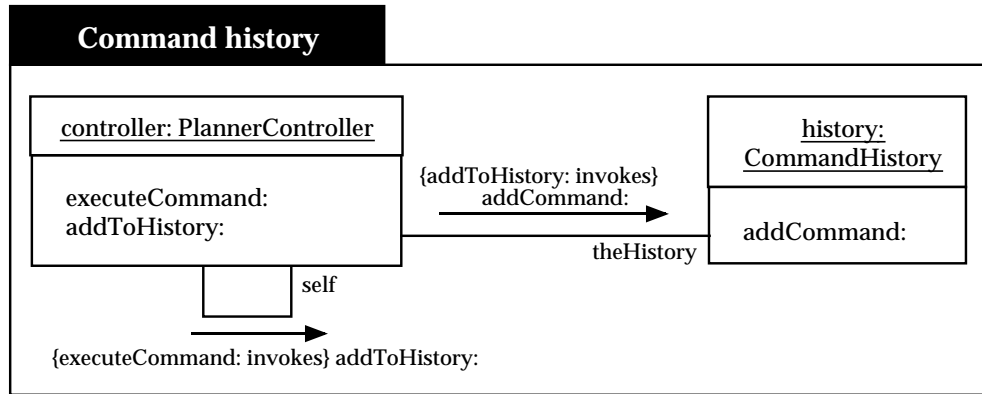 Command history
controller: PlannerController
executeCommand:
addToHistory:
{addToHistory: invokes}
addCommand:
theHistory
history:
CommandHistory
addCommand:
self
{executeCommand: invokes} addToHistory: